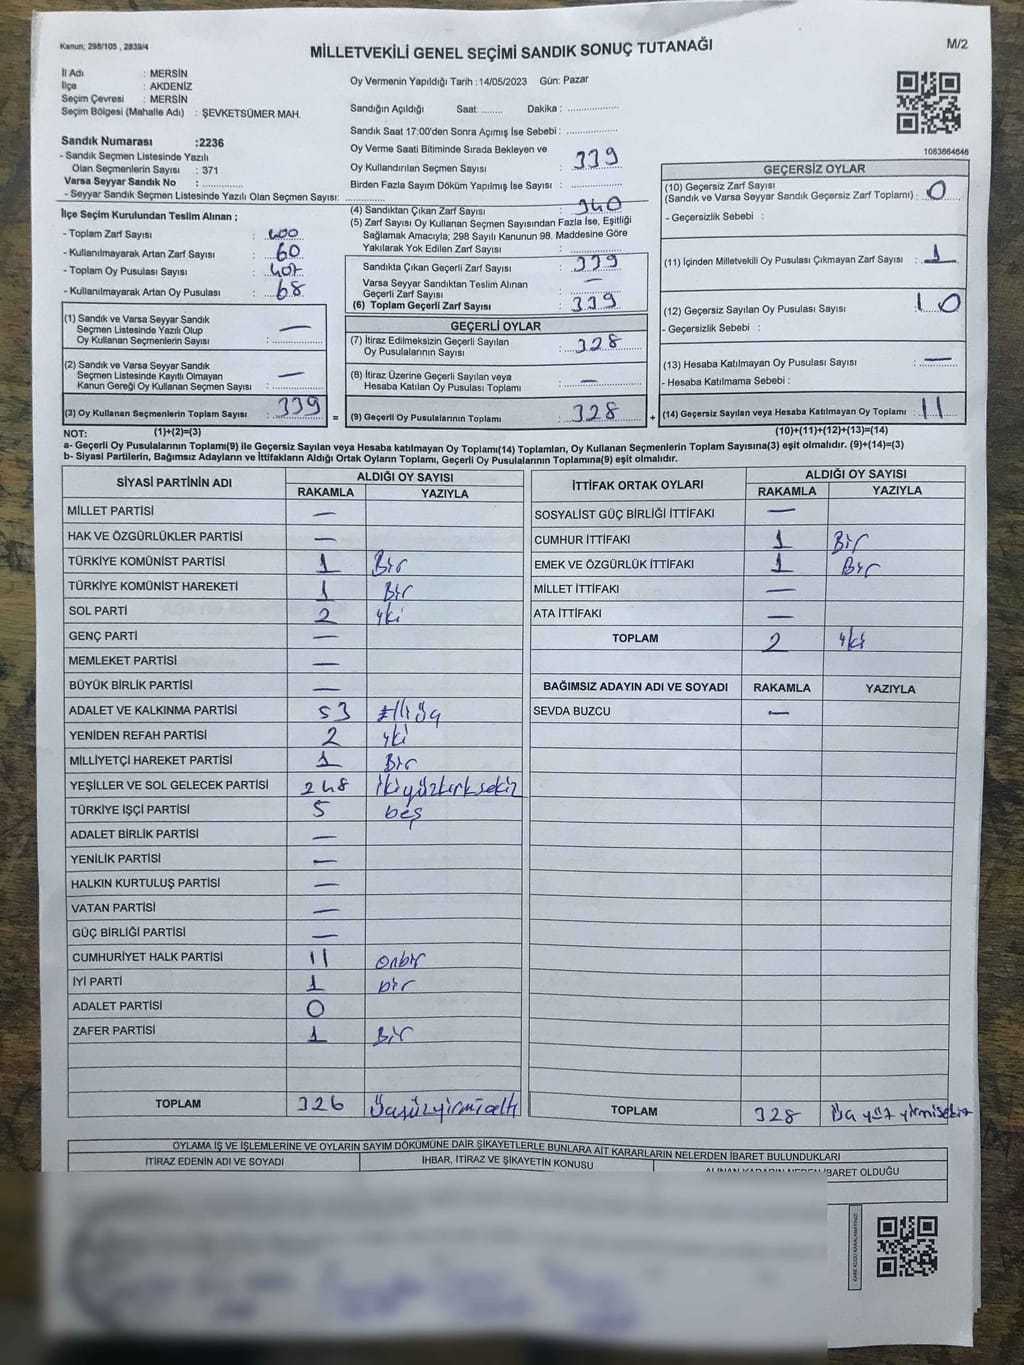 Kanun; 298/105 , 2839/4
MİLLETVEKİLİ GENEL SEÇİMİ SANDIK SONUÇ TUTANAĞI
M/2
İl Adı : MERSİN
İlçe : AKDENİZ
Seçim Çevresi : MERSİN
Seçim Bölgesi (Mahalle Adı) : ŞEVKETSÜMER MAH.
Oy Vermenin Yapıldığı Tarih : 14/05/2023 Gün: Pazar
Sandığın Açıldığı Saat: ........ Dakika : ..................
Sandık Saat 17:00'den Sonra Açımış İse Sebebi : ..................
1083664646
Sandık Numarası :2236
- Sandık Seçmen Listesinde Yazılı
Olan Seçmenlerin Sayısı : 371
Varsa Seyyar Sandık No : ..................
- Seyyar Sandık Seçmen Listesinde Yazılı Olan Seçmen Sayısı: ..................
Oy Verme Saati Bitiminde Sırada Bekleyen ve
Oy Kullandırılan Seçmen Sayısı : 339
Birden Fazla Sayım Döküm Yapılmış İse Sayısı : ..................
İlçe Seçim Kurulundan Teslim Alınan ;
- Toplam Zarf Sayısı : 400
- Kullanılmayarak Artan Zarf Sayısı : 60
- Toplam Oy Pusulası Sayısı : 407
- Kullanılmayarak Artan Oy Pusulası : 68
(1) Sandık ve Varsa Seyyar Sandık
Seçmen Listesinde Yazılı Olup
Oy Kullanan Seçmenlerin Sayısı : —
(2) Sandık ve Varsa Seyyar Sandık
Seçmen Listesinde Kayıtlı Olmayan
Kanun Gereği Oy Kullanan Seçmen Sayısı : —
(3) Oy Kullanan Seçmenlerin Toplam Sayısı : 339 =
(4) Sandıktan Çıkan Zarf Sayısı : 340
(5) Zarf Sayısı Oy Kullanan Seçmen Sayısından Fazla İse, Eşitliği
Sağlamak Amacıyla; 298 Sayılı Kanunun 98. Maddesine Göre
Yakılarak Yok Edilen Zarf Sayısı :
Sandıkta Çıkan Geçerli Zarf Sayısı : 339
Varsa Seyyar Sandıktan Teslim Alınan
Geçerli Zarf Sayısı : —
(6) Toplam Geçerli Zarf Sayısı : 339
GEÇERLİ OYLAR
(7) İtiraz Edilmeksizin Geçerli Sayılan
Oy Pusulalarının Sayısı : 328
(8) İtiraz Üzerine Geçerli Sayılan veya
Hesaba Katılan Oy Pusulası Toplamı : —
(9) Geçerli Oy Pusulalarının Toplamı : 328 +
GEÇERSİZ OYLAR
(10) Geçersiz Zarf Sayısı
(Sandık ve Varsa Seyyar Sandık Geçersiz Zarf Toplamı) : 0
- Geçersizlik Sebebi :
(11) İçinden Milletvekili Oy Pusulası Çıkmayan Zarf Sayısı : 1
(12) Geçersiz Sayılan Oy Pusulası Sayısı : 10
- Geçersizlik Sebebi :
(13) Hesaba Katılmayan Oy Pusulası Sayısı : —
- Hesaba Katılmama Sebebi :
(14) Geçersiz Sayılan veya Hesaba Katılmayan Oy Toplamı : 11
NOT: (1)+(2)=(3)
(10)+(11)+(12)+(13)=(14)
a- Geçerli Oy Pusulalarının Toplamı(9) ile Geçersiz Sayılan veya Hesaba katılmayan Oy Toplamı(14) Toplamları, Oy Kullanan Seçmenlerin Toplam Sayısına(3) eşit olmalıdır. (9)+(14)=(3)
b- Siyasi Partilerin, Bağımsız Adayların ve İttifakların Aldığı Ortak Oyların Toplamı, Geçerli Oy Pusulalarının Toplamına(9) eşit olmalıdır.
SİYASİ PARTİNİN ADI ALDIĞI OY SAYISI
RAKAMLA YAZIYLA
MİLLET PARTİSİ —
HAK VE ÖZGÜRLÜKLER PARTİSİ —
TÜRKİYE KOMÜNİST PARTİSİ 1 Bir
TÜRKİYE KOMÜNİST HAREKETİ 1 Bir
SOL PARTİ 2 iki
GENÇ PARTİ —
MEMLEKET PARTİSİ —
BÜYÜK BİRLİK PARTİSİ —
ADALET VE KALKINMA PARTİSİ 53 Elliüç
YENİDEN REFAH PARTİSİ 2 iki
MİLLİYETÇİ HAREKET PARTİSİ 1 Bir
YEŞİLLER VE SOL GELECEK PARTİSİ 248 İkiyüzkırksekiz
TÜRKİYE İŞÇİ PARTİSİ 5 beş
ADALET BİRLİK PARTİSİ —
YENİLİK PARTİSİ —
HALKIN KURTULUŞ PARTİSİ —
VATAN PARTİSİ —
GÜÇ BİRLİĞİ PARTİSİ —
CUMHURİYET HALK PARTİSİ 11 onbir
İYİ PARTİ 1 bir
ADALET PARTİSİ 0
ZAFER PARTİSİ 1 Bir
TOPLAM 326 Üçyüzyirmialtı
İTTİFAK ORTAK OYLARI ALDIĞI OY SAYISI
RAKAMLA YAZIYLA
SOSYALIST GÜÇ BİRLİĞİ İTTİFAKI —
CUMHUR İTTİFAKI 1 Bir
EMEK VE ÖZGÜRLÜK İTTİFAKI 1 Bir
MİLLET İTTİFAKI —
ATA İTTİFAKI —
TOPLAM 2 iki
BAĞIMSIZ ADAYIN ADI VE SOYADI RAKAMLA YAZIYLA
SEVDA BUZCU —
TOPLAM 328 Üç yüz yirmisekiz
OYLAMA İŞ VE İŞLEMLERİNE VE OYLARIN SAYIM DÖKÜMÜNE DAİR ŞİKAYETLERLE BUNLARA AİT KARARLARIN NELERDEN İBARET BULUNDUKLARI
İTİRAZ EDENİN ADI VE SOYADI İHBAR, İTİRAZ VE ŞİKAYETİN KONUSU ALINAN KARARIN NEDEN İBARET OLDUĞU
KARE KODU KARALAMAYINIZ!